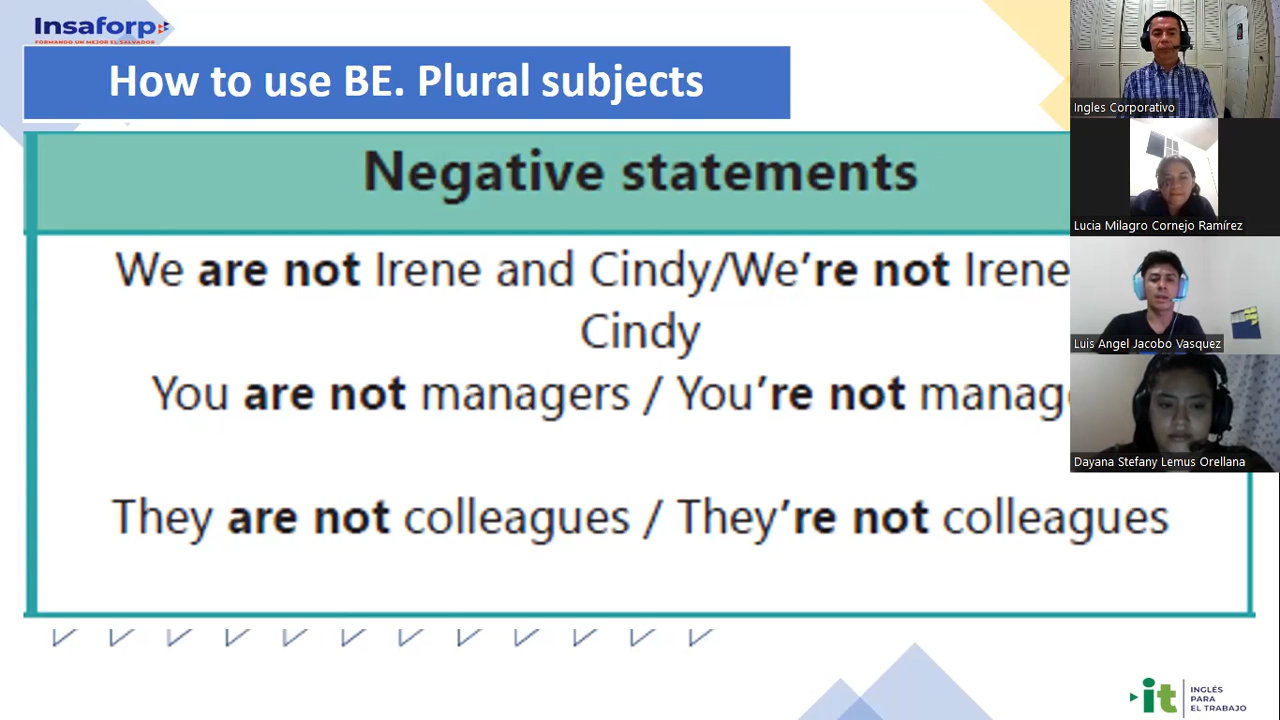 Insaforp
FORMANDO UN MEJOR EL SALVADOR
How to use BE. Plural subjects
Negative statements
We are not Irene and Cindy/We're not Irene
Cindy
You are not managers / You're not manag
They are not colleagues / They're not colleagues
Ingles Corporativo
Lucia Milagro Cornejo Ramírez
Luis Angel Jacobo Vasquez
Dayana Stefany Lemus Orellana
it
INGLÉS
PARA
EL TRABAJO